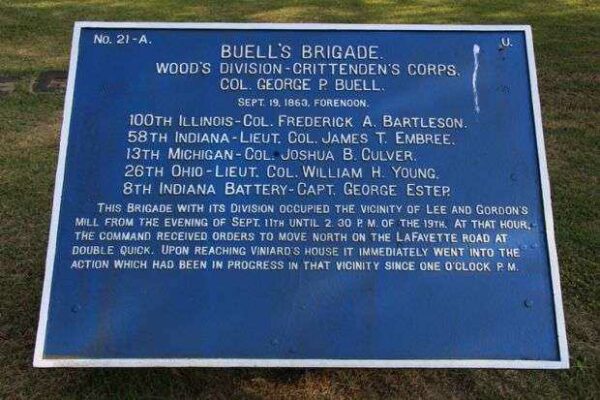 No. 21-A. U.
BUELL'S BRIGADE.
WOOD'S DIVISION-CRITTENDEN'S CORPS.
COL. GEORGE P. BUELL.
SEPT. 19, 1863, FORENOON.
100TH ILLINOIS-COL. FREDERICK A. BARTLESON.
58TH INDIANA-LIEUT. COL. JAMES T. EMBREE.
13TH MICHIGAN-COL. JOSHUA B. CULVER.
26TH OHIO-LIEUT. COL. WILLIAM H. YOUNG.
8TH INDIANA BATTERY-CAPT. GEORGE ESTEP.
THIS BRIGADE WITH ITS DIVISION OCCUPIED THE VICINITY OF LEE AND GORDON'S
MILL FROM THE EVENING OF SEPT. 11TH UNTIL 2.30 P.M. OF THE 19TH. AT THAT HOUR,
THE COMMAND RECEIVED ORDERS TO MOVE NORTH ON THE LAFAYETTE ROAD AT
DOUBLE QUICK. UPON REACHING VINIARD'S HOUSE IT IMMEDIATELY WENT INTO THE
ACTION WHICH HAD BEEN IN PROGRESS IN THAT VICINITY SINCE ONE O'CLOCK P.M.